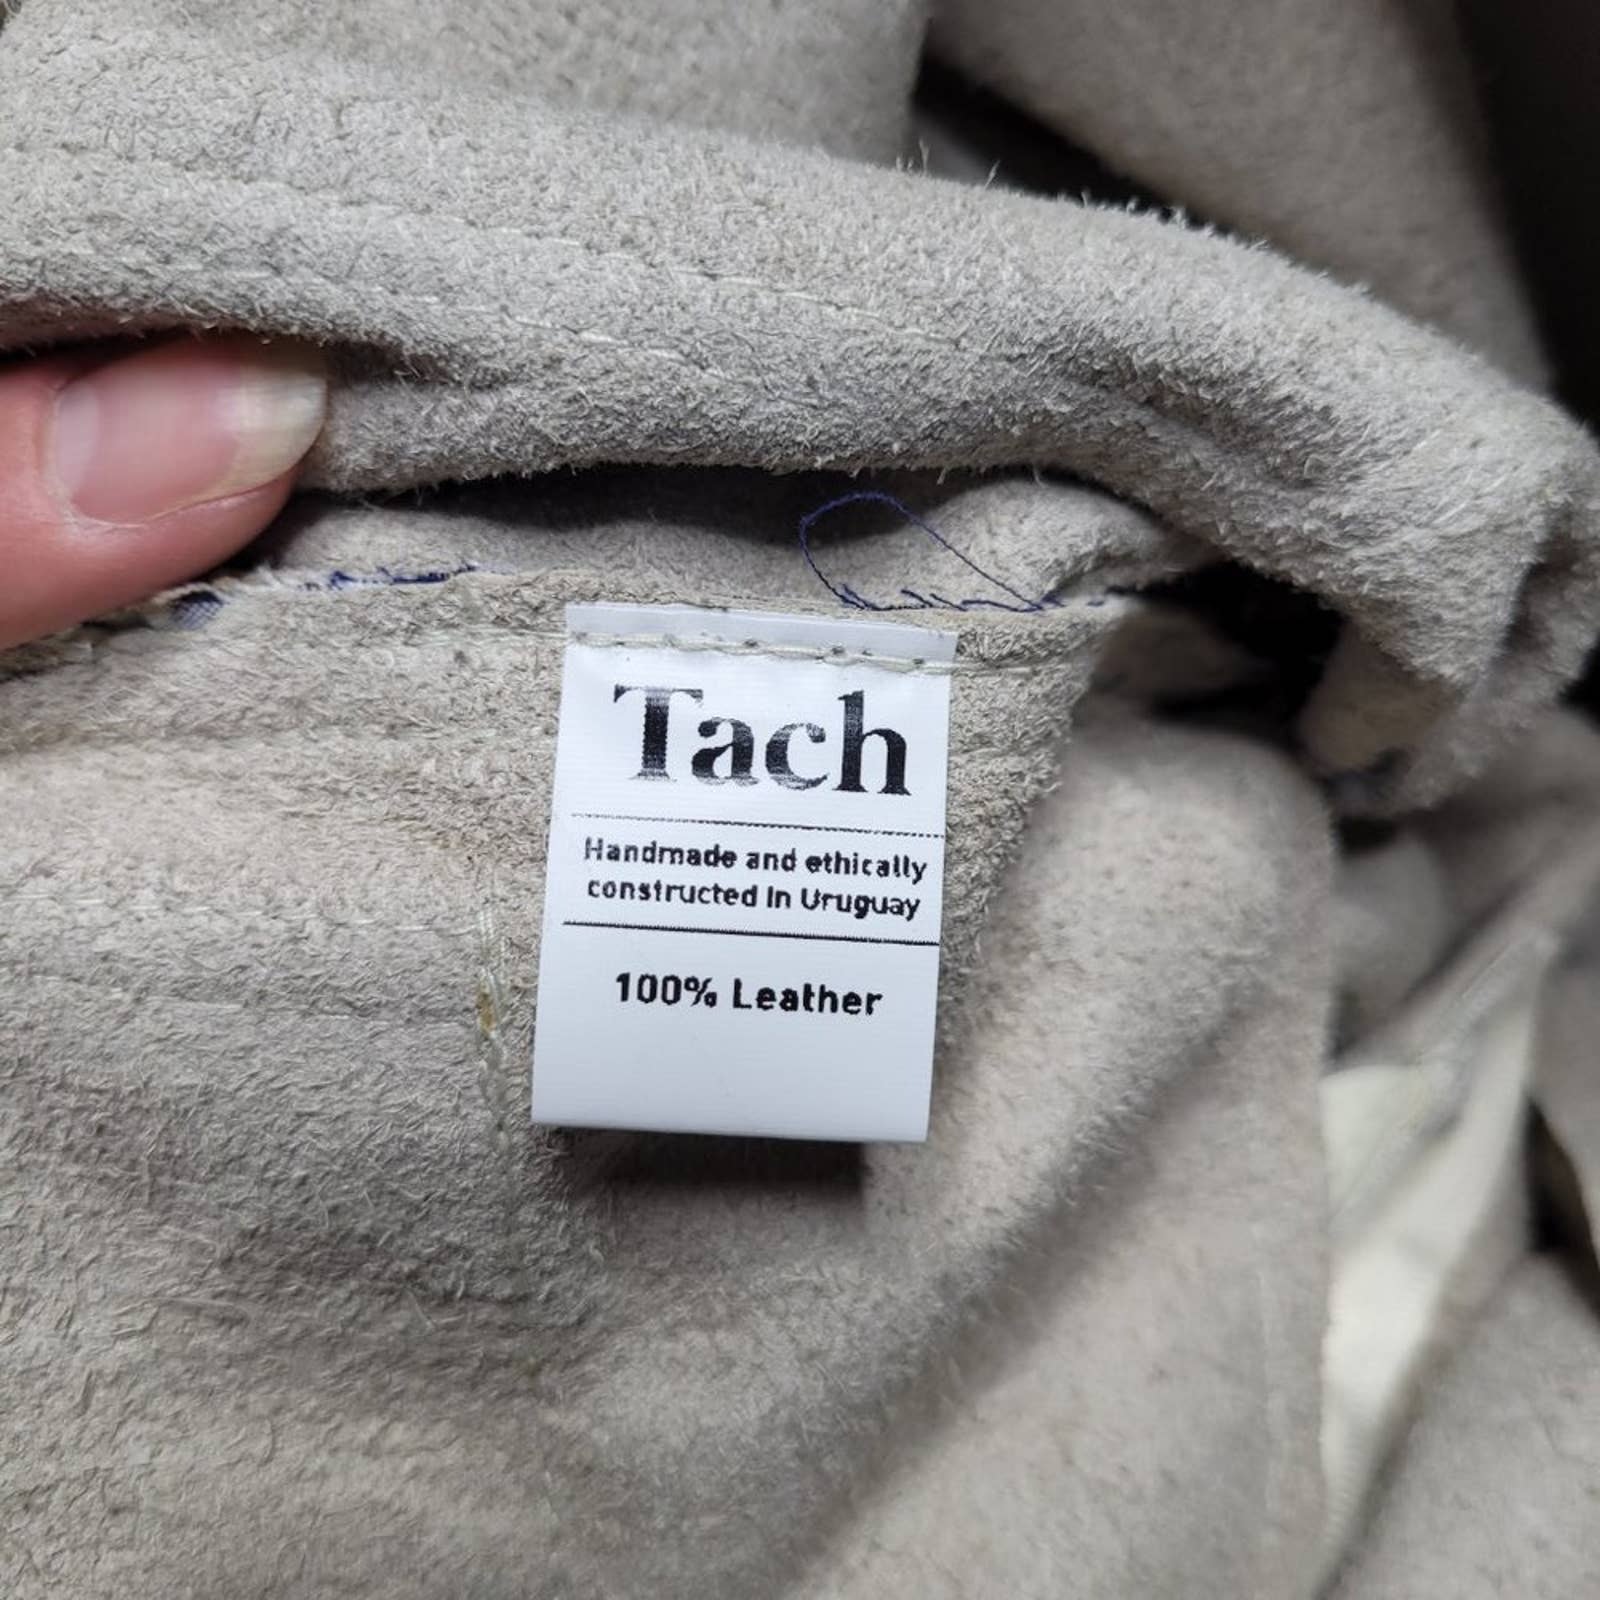 Tach
Handmade and ethically
constructed in Uruguay
100% Leather